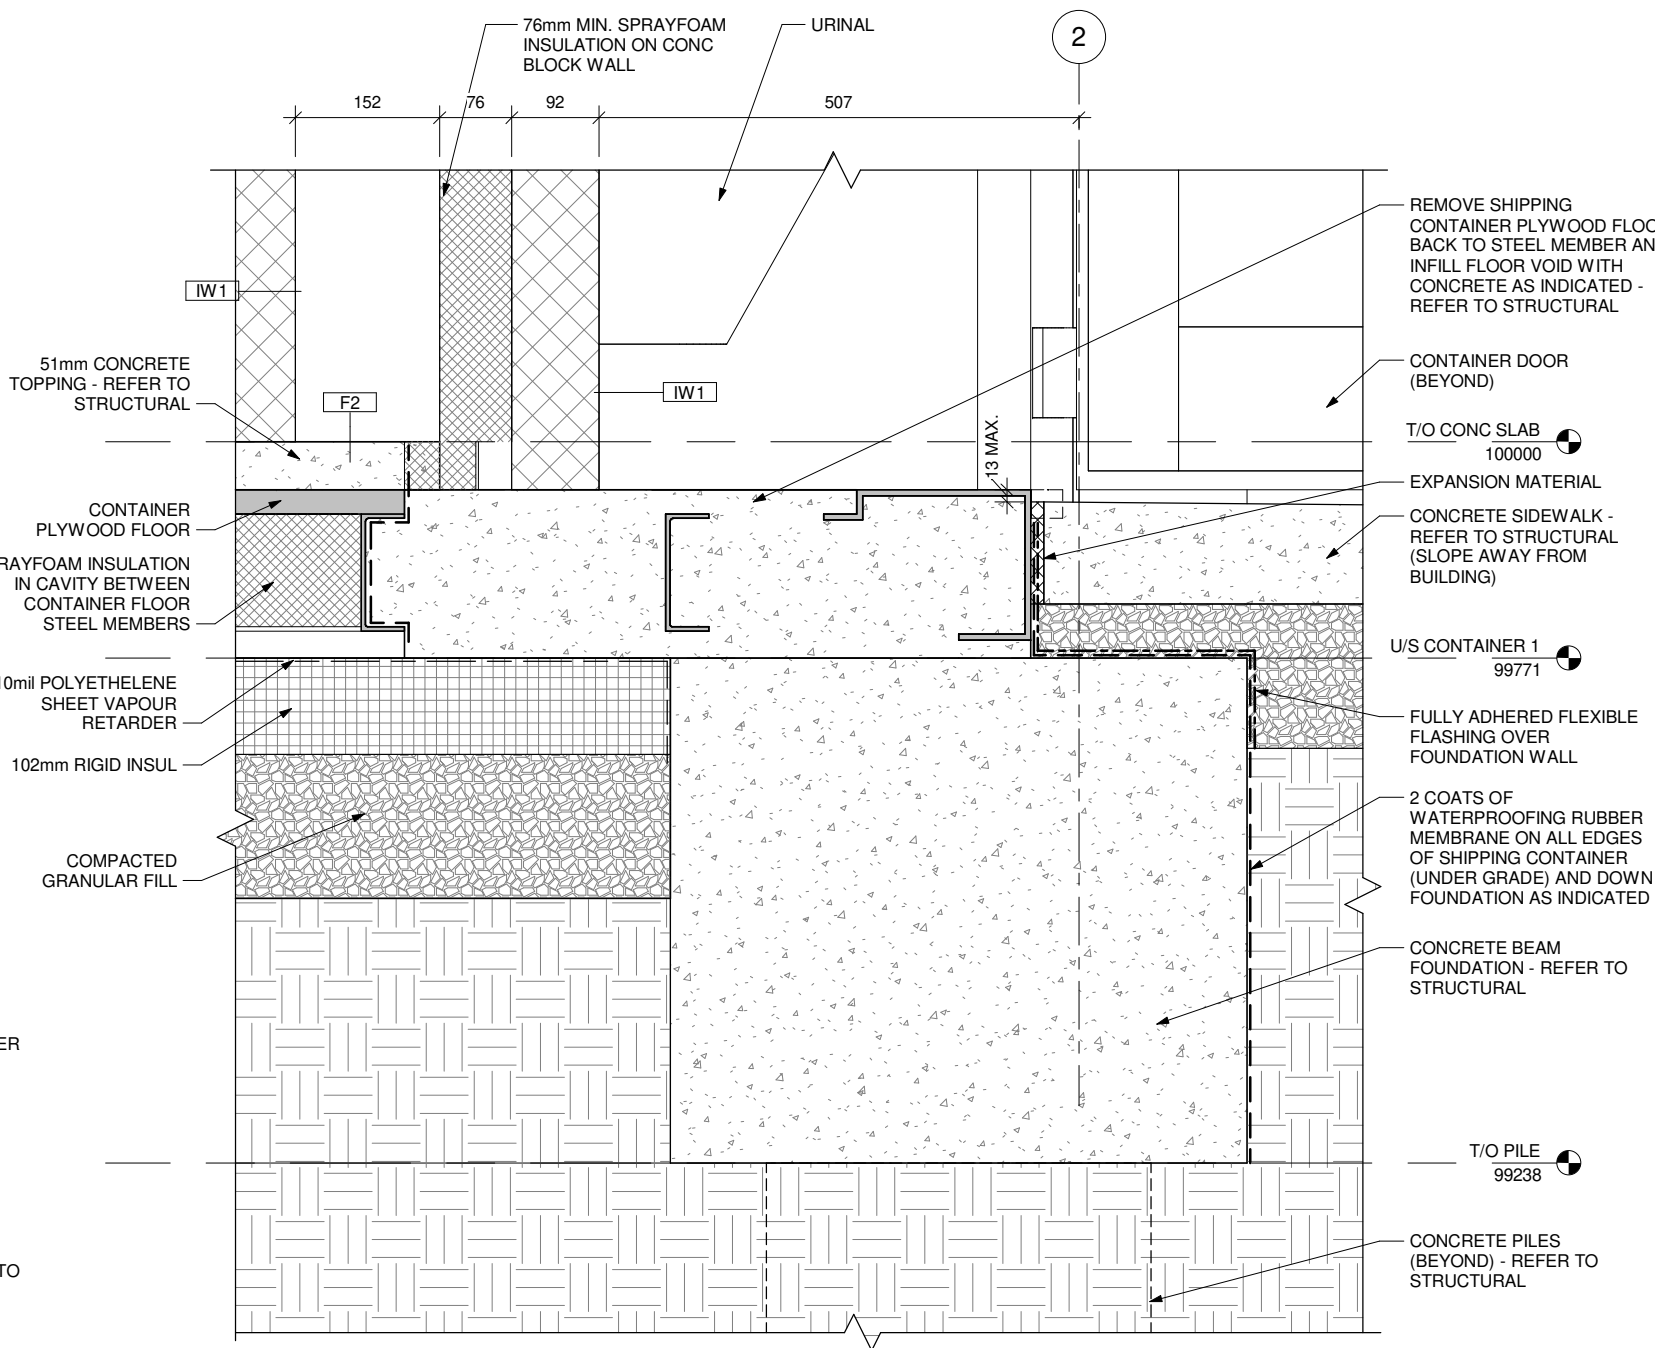 76mm MIN. SPRAYFOAM
INSULATION ON CONC
BLOCK WALL
URINAL
2
152
76
92
507
REMOVE SHIPPING
CONTAINER PLYWOOD FLOO
BACK TO STEEL MEMBER AN
INFILL FLOOR VOID WITH
CONCRETE AS INDICATED -
REFER TO STRUCTURAL
IW1
51mm CONCRETE
TOPPING - REFER TO
STRUCTURAL
F2
IW1
CONTAINER DOOR
(BEYOND)
13 MAX.
T/O CONC SLAB
100000
EXPANSION MATERIAL
CONTAINER
PLYWOOD FLOOR
CONCRETE SIDEWALK -
REFER TO STRUCTURAL
(SLOPE AWAY FROM
BUILDING)
RAYFOAM INSULATION
IN CAVITY BETWEEN
CONTAINER FLOOR
STEEL MEMBERS
U/S CONTAINER 1
99771
10mil POLYETHELENE
SHEET VAPOUR
RETARDER
FULLY ADHERED FLEXIBLE
FLASHING OVER
FOUNDATION WALL
102mm RIGID INSUL
2 COATS OF
WATERPROOFING RUBBER
MEMBRANE ON ALL EDGES
OF SHIPPING CONTAINER
(UNDER GRADE) AND DOWN
FOUNDATION AS INDICATED
COMPACTED
GRANULAR FILL
CONCRETE BEAM
FOUNDATION - REFER TO
STRUCTURAL
ER
T/O PILE
99238
CONCRETE PILES
(BEYOND) - REFER TO
STRUCTURAL
TO